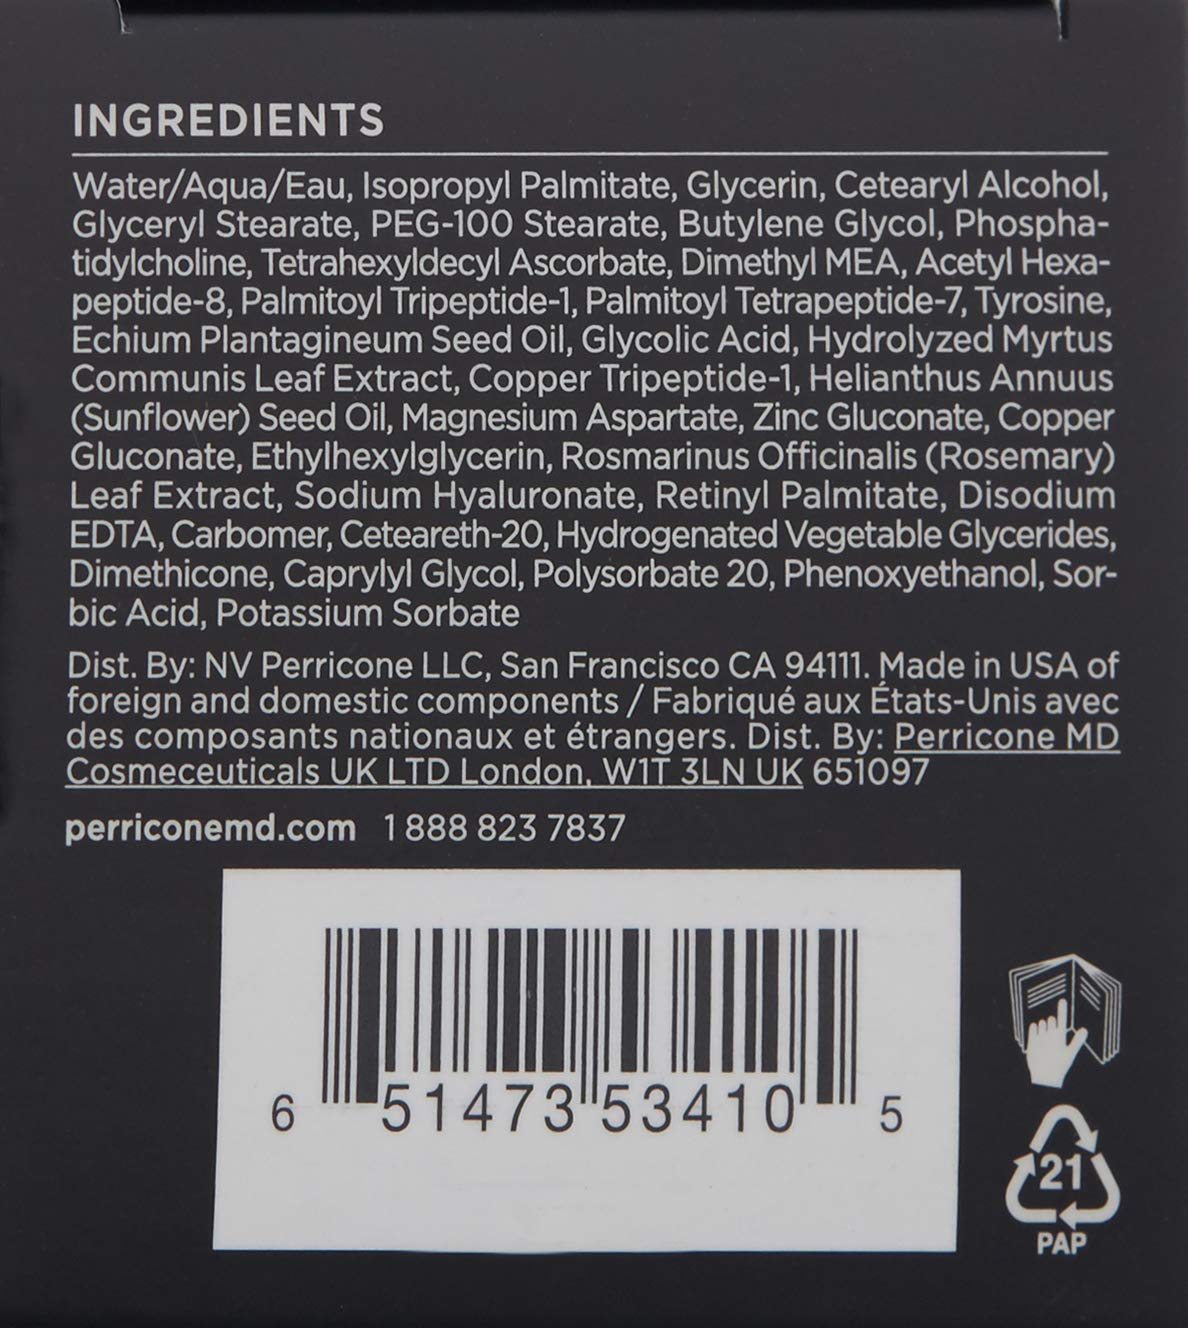 INGREDIENTS
Water/Aqua/Eau, Isopropyl Palmitate, Glycerin, Cetearyl Alcohol,
Glyceryl Stearate, PEG-100 Stearate, Butylene Glycol, Phospha-
tidylcholine, Tetrahexyldecyl Ascorbate, Dimethyl MEA, Acetyl Hexa-
peptide-8, Palmitoyl Tripeptide-1, Palmitoyl Tetrapeptide-7, Tyrosine,
Echium Plantagineum Seed Oil, Glycolic Acid, Hydrolyzed Myrtus
Communis Leaf Extract, Copper Tripeptide-1, Helianthus Annuus
(Sunflower) Seed Oil, Magnesium Aspartate, Zinc Gluconate, Copper
Gluconate, Ethylhexylglycerin, Rosmarinus Officinalis (Rosemary)
Leaf Extract, Sodium Hyaluronate, Retinyl Palmitate, Disodium
EDTA, Carbomer, Ceteareth-20, Hydrogenated Vegetable Glycerides,
Dimethicone, Caprylyl Glycol, Polysorbate 20, Phenoxyethanol, Sor-
bic Acid, Potassium Sorbate
Dist. By: NV Perricone LLC, San Francisco CA 94111. Made in USA of
foreign and domestic components / Fabriqué aux États-Unis avec
des composants nationaux et étrangers. Dist. By: Perricone MD
Cosmeceuticals UK LTD London, W1T 3LN UK 651097
perriconemd.com 1 888 823 7837
6 51473 53410 5
21
PAP